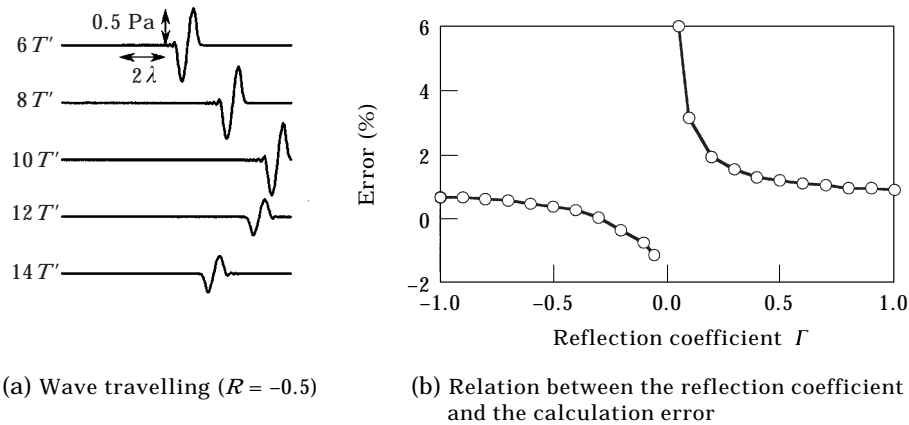 0.5 Pa
6 T′
2 λ
8 T′
10 T′
12 T′
14 T′
(a) Wave travelling (R = –0.5)
6
4
2
0
–2
Error (%)
–1.0 –0.5 0.0 0.5 1.0
Reflection coefficient Γ
(b) Relation between the reflection coefficient
and the calculation error